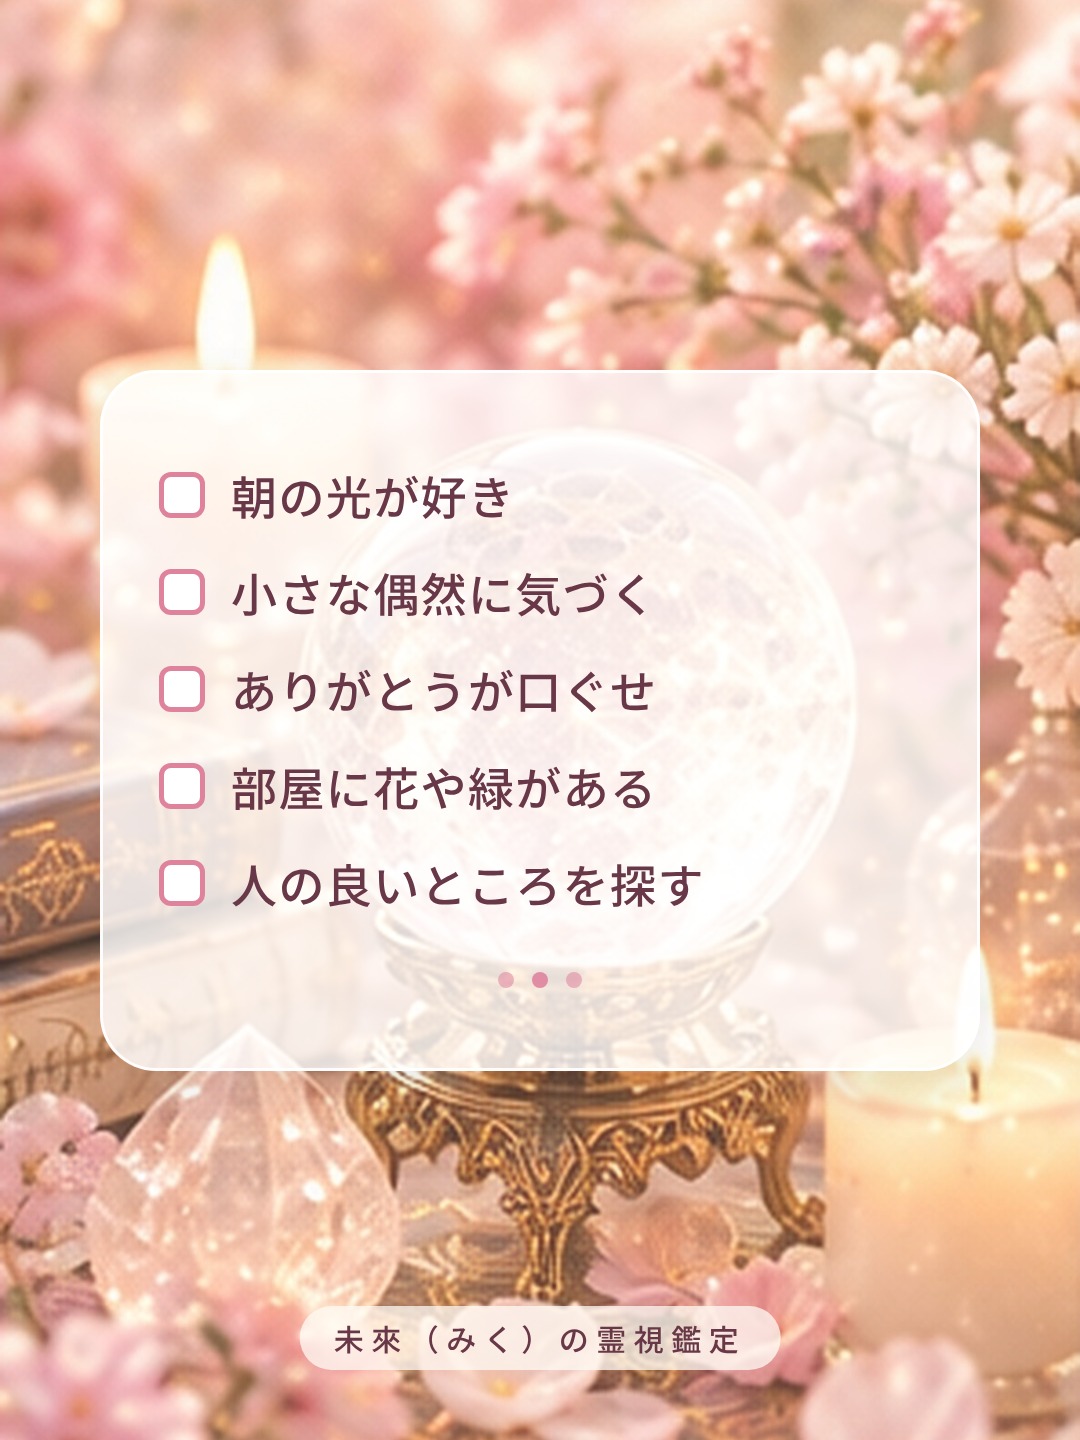 朝の光が好き
小さな偶然に気づく
ありがとうが口ぐせ
部屋に花や緑がある
人の良いところを探す
未來（みく）の霊視鑑定